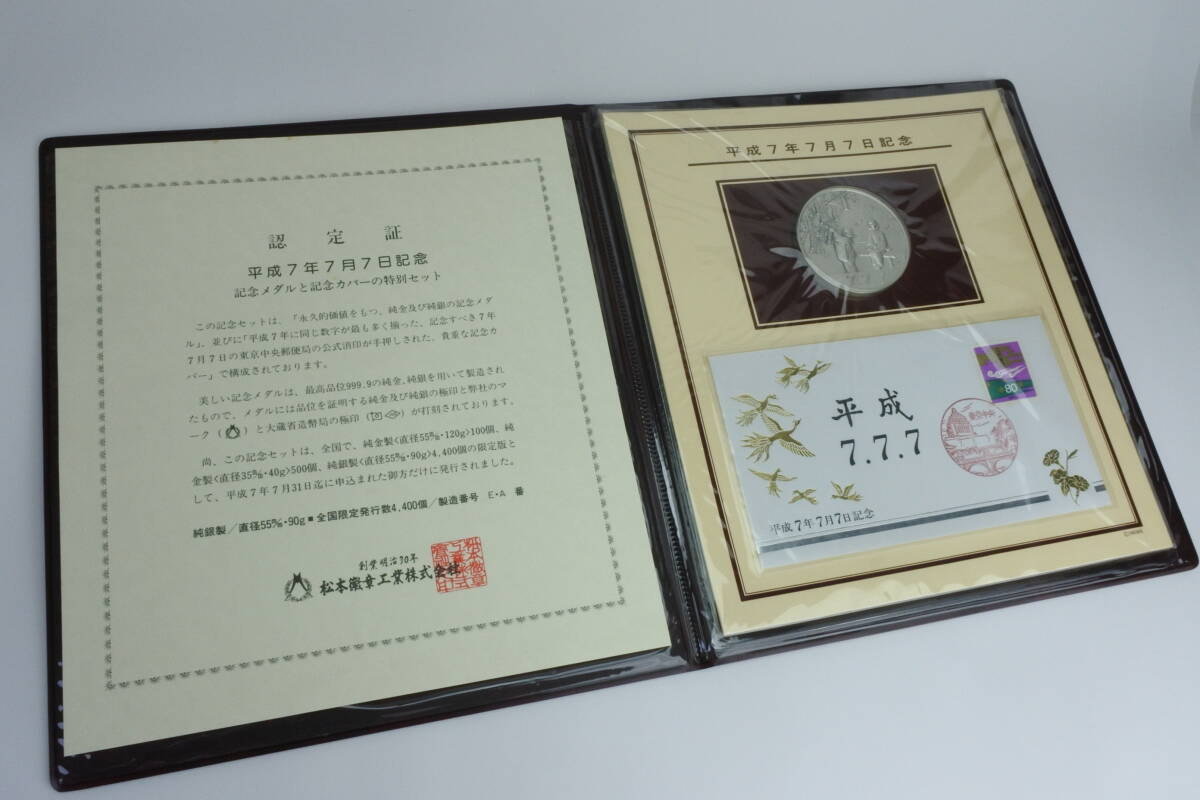 認定証
平成7年7月7日記念
記念メダルと記念カバーの特別セット
この記念セットは、「永久的価値をもつ、純金及び純銀の記念メダ
ル」、並びに「平成7年に同じ数字が最も多く揃った、記念すべき7年
7月7日の東京中央郵便局の公式消印が手押しされた、貴重な記念カ
バー」で構成されております。
美しい記念メダルは、最高品位999.9の純金、純銀を用いて製造され
たもので、メダルには品位を証明する純金及び純銀の極印と弊社のマ
ーク()と大蔵省造幣局の極印()が打刻されております。
尚、この記念セットは、全国で、純金製<直径55㎜・120g>100個、純
金製<直径35㎜・40g>500個、純銀製<直径55㎜・90g>4,400個の限定版と
して、平成7年7月31日迄に申込まれた御方だけに発行されました。
純銀製/直径55㎜・90g■全国限定発行数4,400個/製造番号 E・A 番
創業明治30年
松本徽章工業株式会社
平成7年7月7日記念
80
平成
7.7.7
東京中央
平成7年7月7日記念